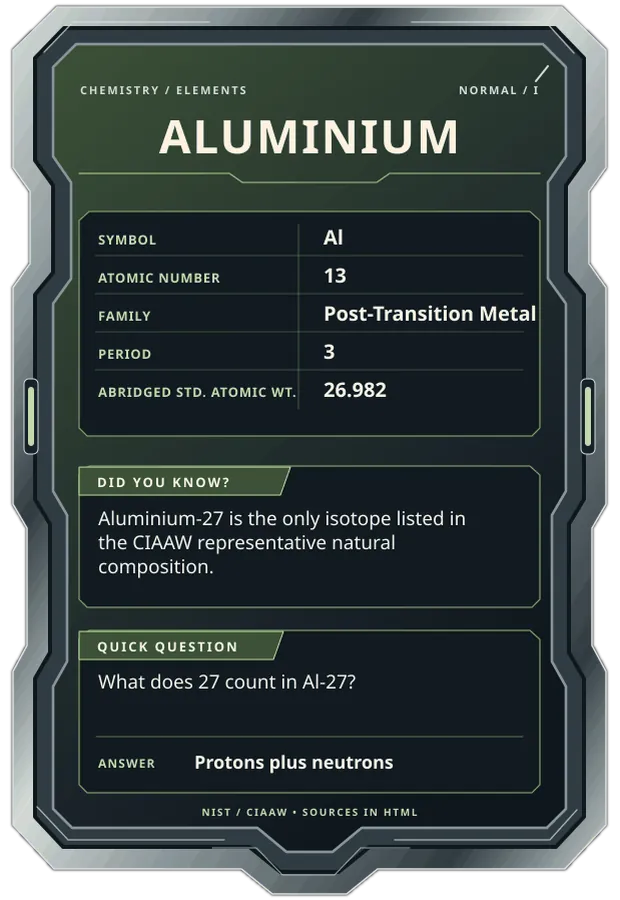 CHEMISTRY / ELEMENTS
NORMAL / I
ALUMINIUM
SYMBOL Al
ATOMIC NUMBER 13
FAMILY Post-Transition Metal
PERIOD 3
ABRIDGED STD. ATOMIC WT. 26.982
DID YOU KNOW?
Aluminium-27 is the only isotope listed in
the CIAAW representative natural
composition.
QUICK QUESTION
What does 27 count in Al-27?
ANSWER Protons plus neutrons
NIST / CIAAW • SOURCES IN HTML